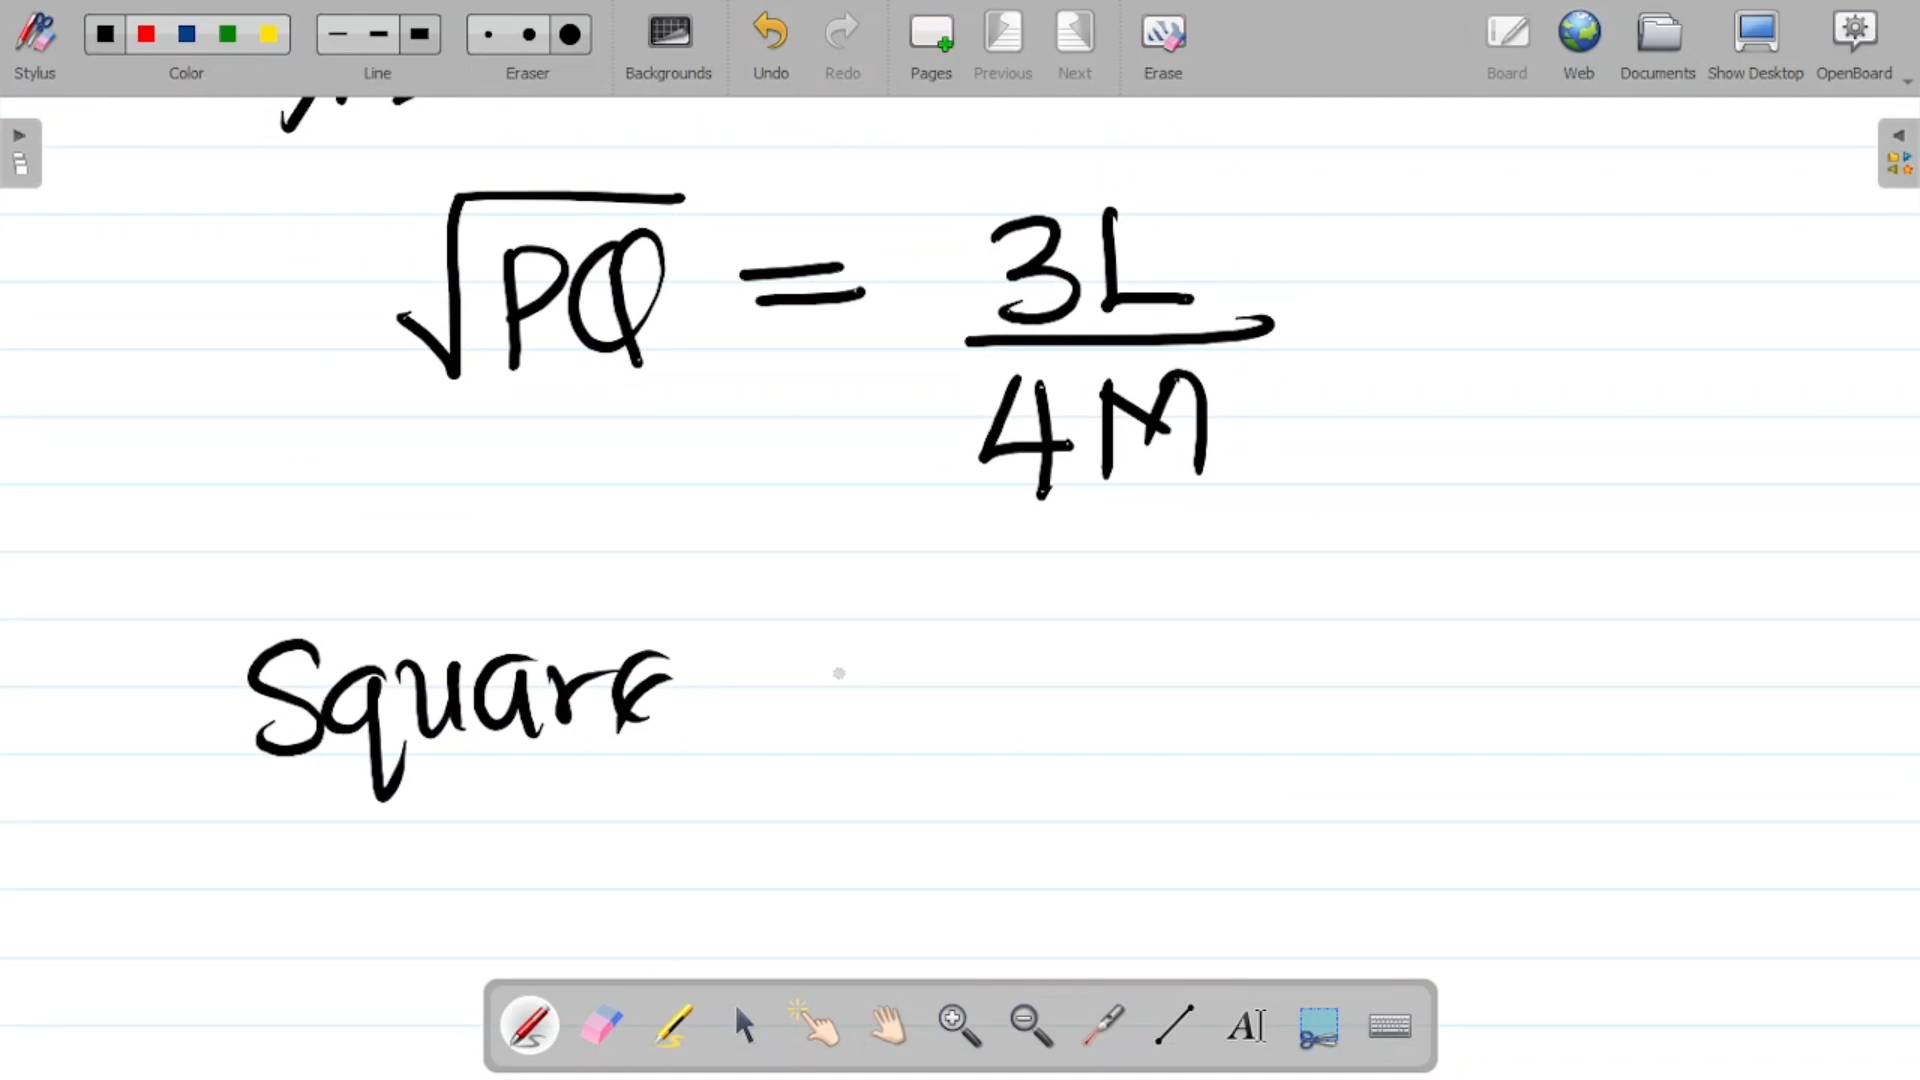 Stylus Color Line Eraser Backgrounds Undo Redo Pages Previous Next Erase Board Web Documents Show Desktop OpenBoard
√PQ = 3L
4M
Square